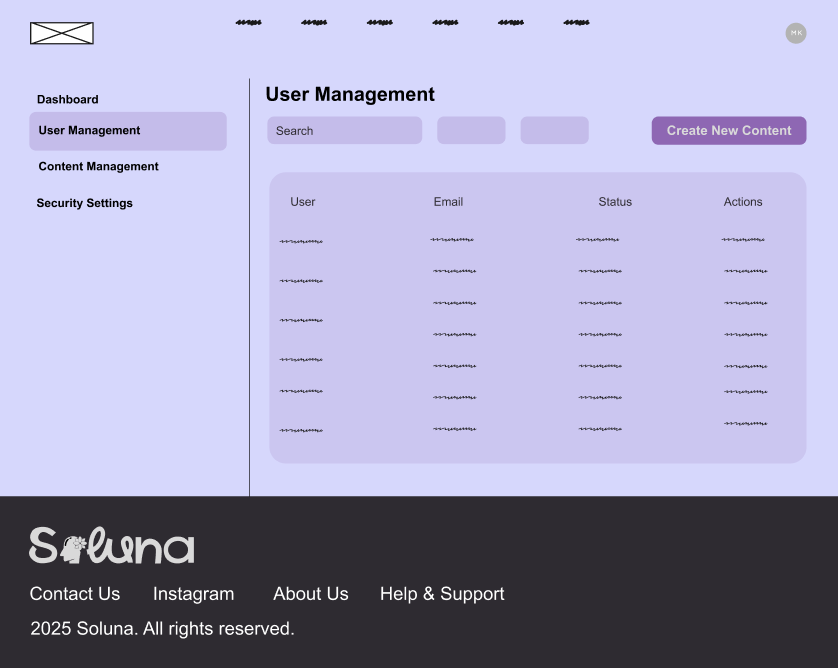 MK
Dashboard
User Management
Content Management
Security Settings
User Management
Search
Create New Content
User Email Status Actions
Soluna
Contact Us Instagram About Us Help & Support
2025 Soluna. All rights reserved.